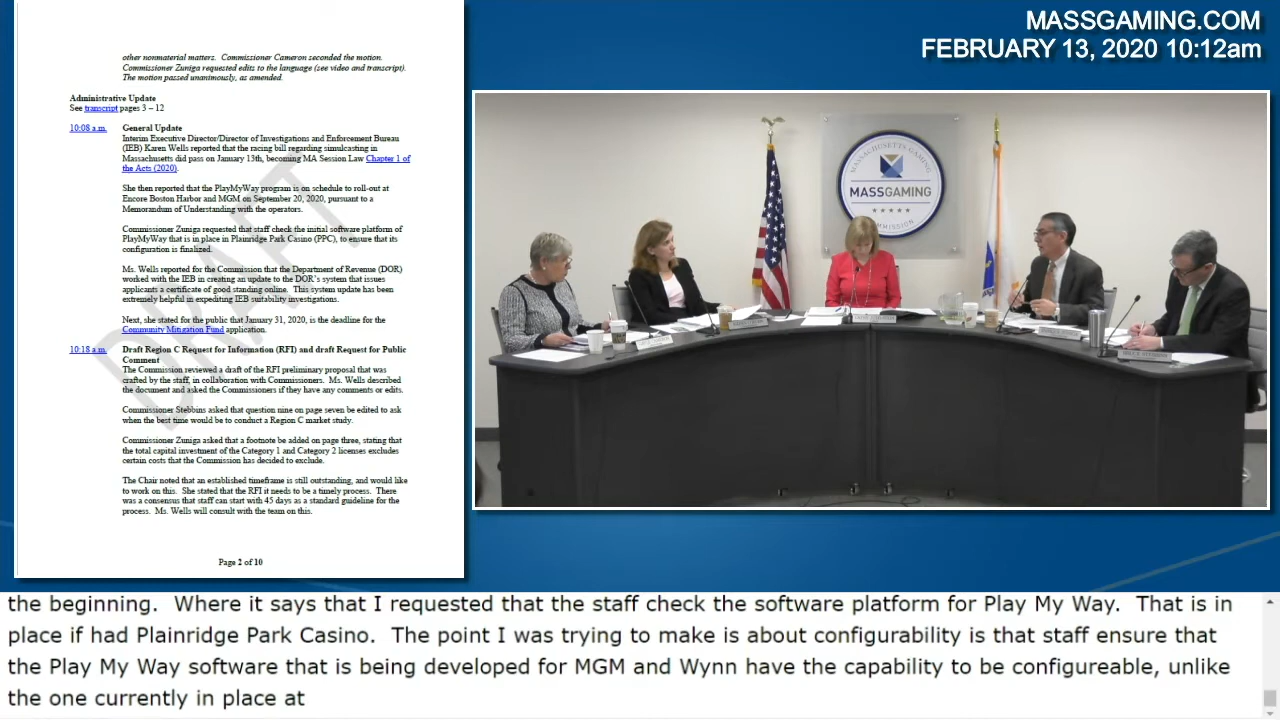 MASSGAMING.COM
FEBRUARY 13, 2020 10:12am
other nonmaterial matters. Commissioner Cameron seconded the motion.
Commissioner Zuniga requested edits to the language (see video and transcript).
The motion passed unanimously, as amended.
Administrative Update
See transcript pages 3 – 12
10:08 a.m. General Update
Interim Executive Director/Director of Investigations and Enforcement Bureau
(IEB) Karen Wells reported that the racing bill regarding simulcasting in
Massachusetts did pass on January 13th, becoming MA Session Law Chapter 1 of
the Acts (2020).
She then reported that the PlayMyWay program is on schedule to roll-out at
Encore Boston Harbor and MGM on September 20, 2020, pursuant to a
Memorandum of Understanding with the operators.
Commissioner Zuniga requested that staff check the initial software platform of
PlayMyWay that is in place in Plainridge Park Casino (PPC), to ensure that its
configuration is finalized.
Ms. Wells reported for the Commission that the Department of Revenue (DOR)
worked with the IEB in creating an update to the DOR's system that issues
applicants a certificate of good standing online. This system update has been
extremely helpful in expediting IEB suitability investigations.
Next, she stated for the public that January 31, 2020, is the deadline for the
Community Mitigation Fund application.
10:18 a.m. Draft Region C Request for Information (RFI) and draft Request for Public
Comment
The Commission reviewed a draft of the RFI preliminary proposal that was
crafted by the staff, in collaboration with Commissioners. Ms. Wells described
the document and asked the Commissioners if they have any comments or edits.
Commissioner Stebbins asked that question nine on page seven be edited to ask
when the best time would be to conduct a Region C market study.
Commissioner Zuniga asked that a footnote be added on page three, stating that
the total capital investment of the Category 1 and Category 2 licenses excludes
certain costs that the Commission has decided to exclude.
The Chair noted that an established timeframe is still outstanding, and would like
to work on this. She stated that the RFI it needs to be a timely process. There
was a consensus that staff can start with 45 days as a standard guideline for the
process. Ms. Wells will consult with the team on this.
Page 2 of 10
DRAFT
MASSACHUSETTS GAMING
MASSGAMING
COMMISSION
the beginning. Where it says that I requested that the staff check the software platform for Play My Way. That is in
place if had Plainridge Park Casino. The point I was trying to make is about configurability is that staff ensure that
the Play My Way software that is being developed for MGM and Wynn have the capability to be configureable, unlike
the one currently in place at